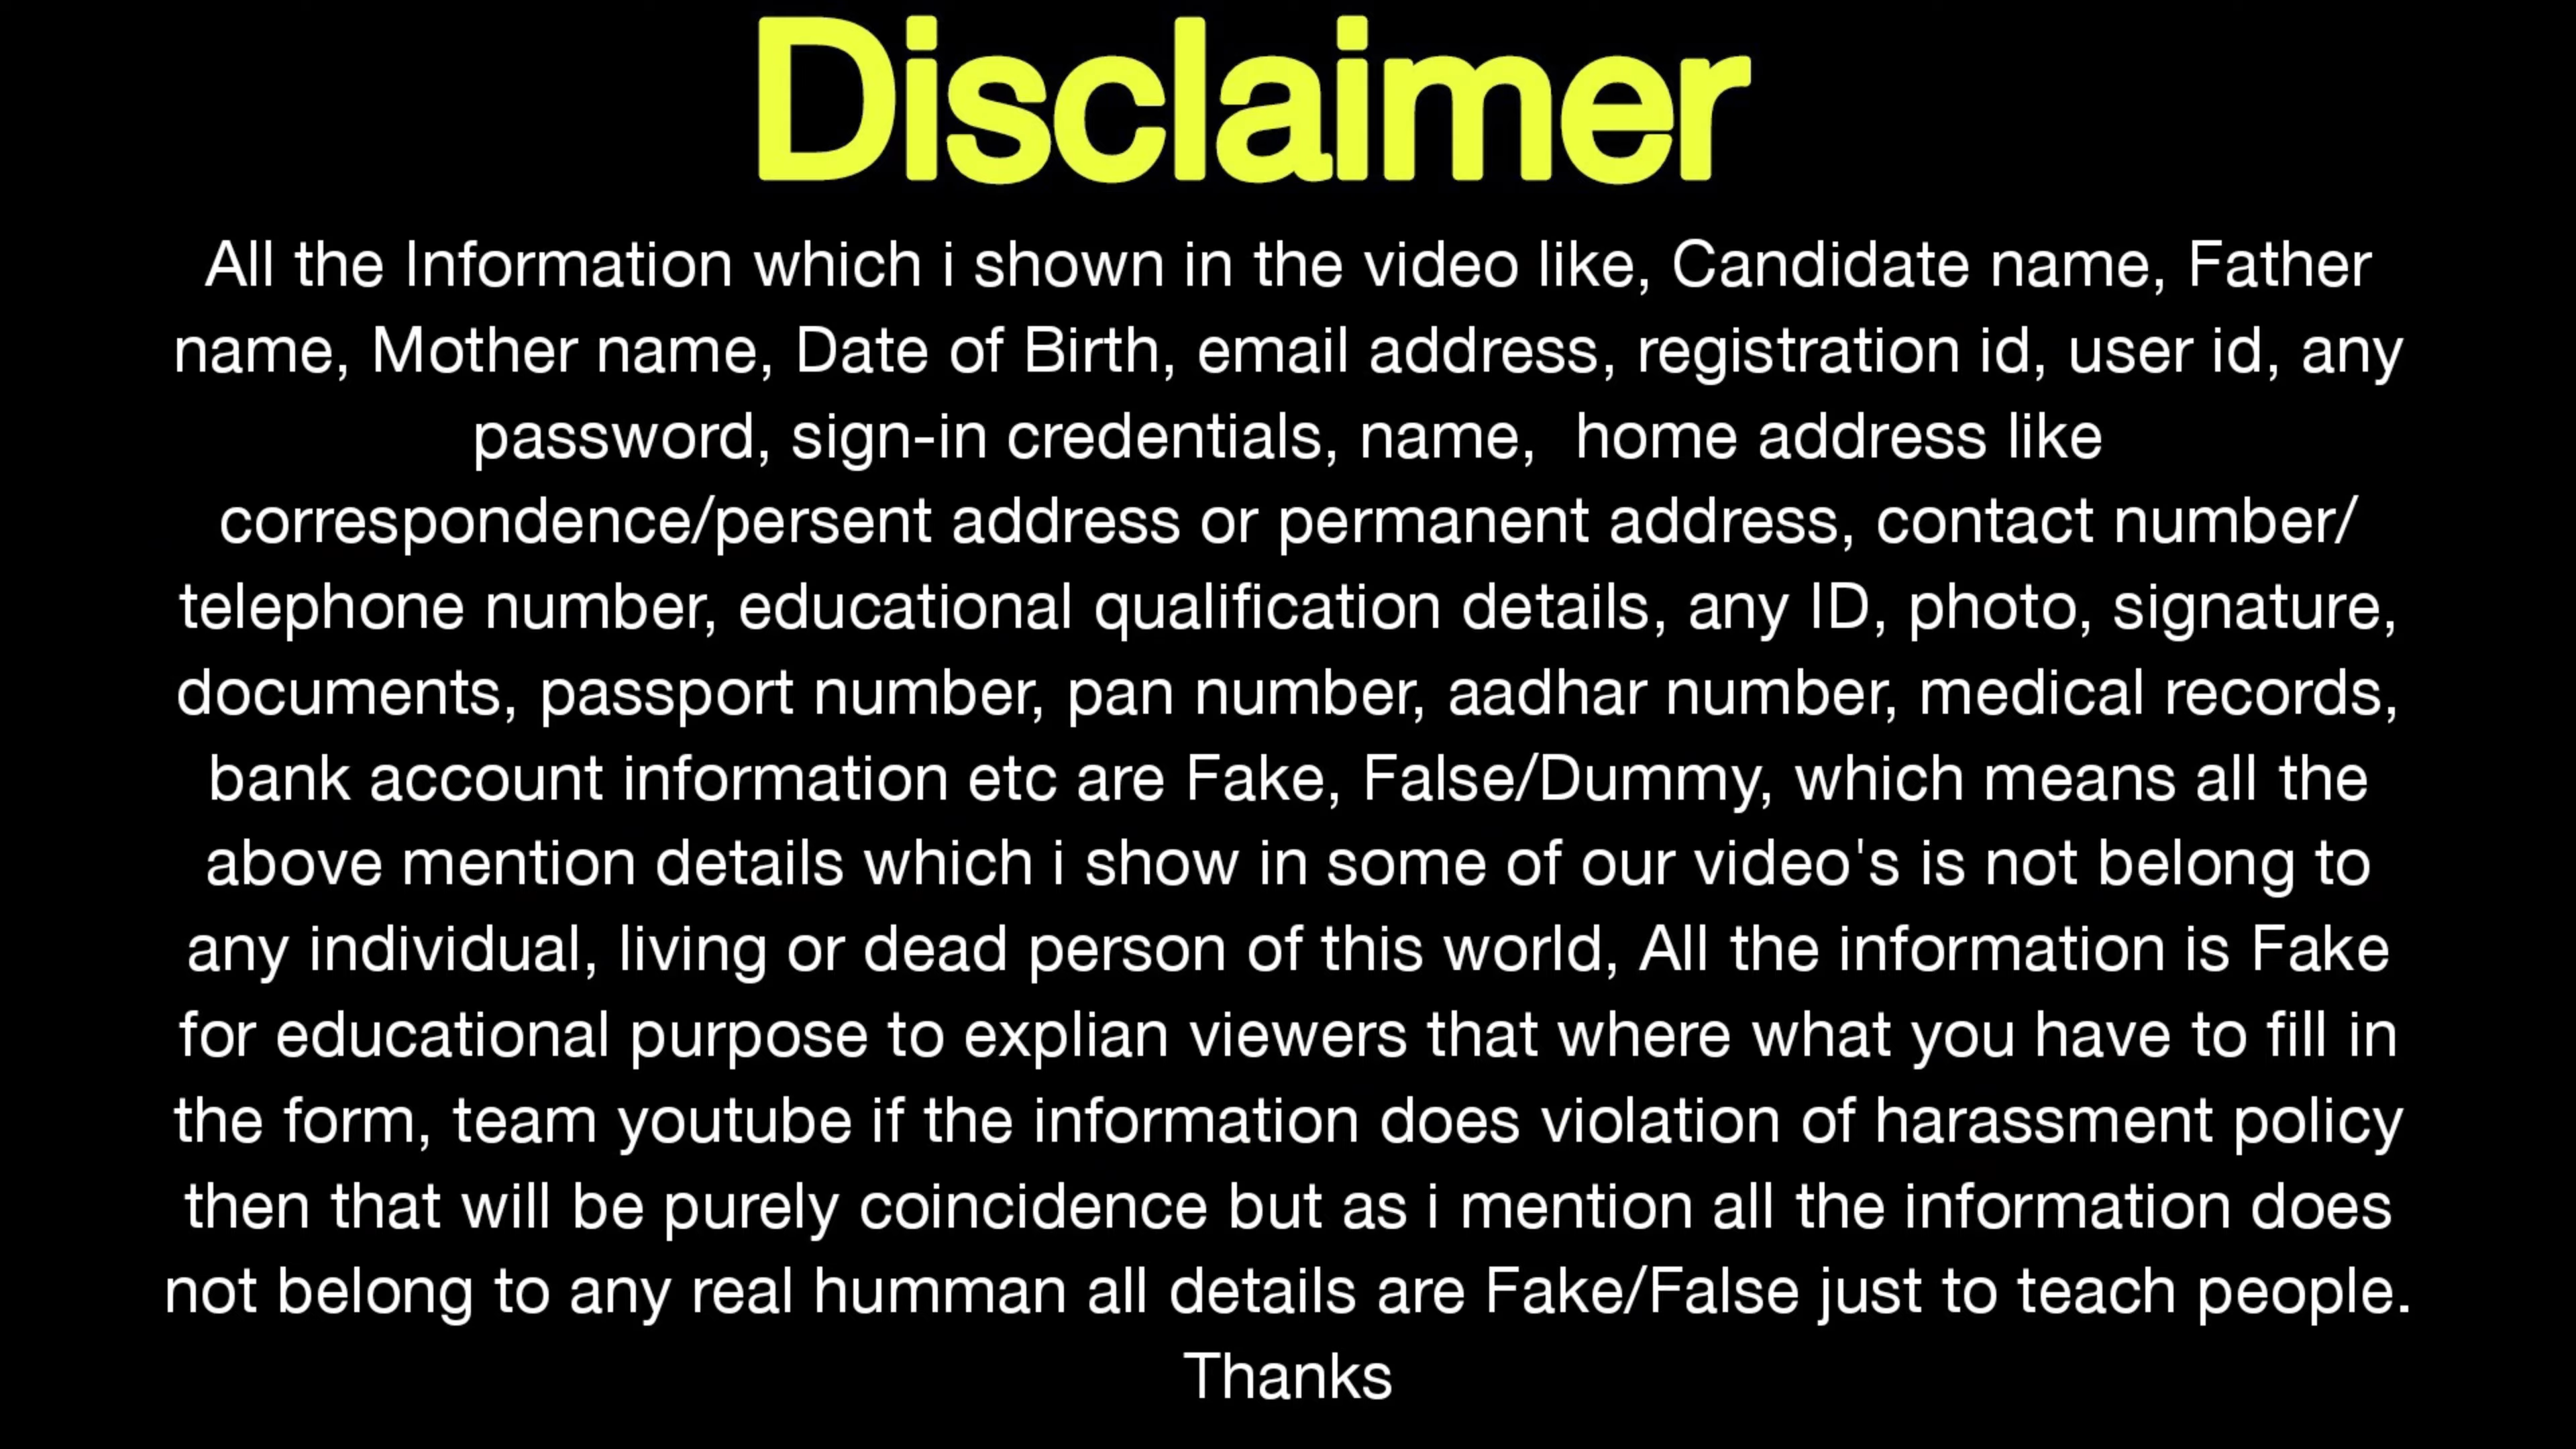 Disclaimer
All the Information which i shown in the video like, Candidate name, Father
name, Mother name, Date of Birth, email address, registration id, user id, any
password, sign-in credentials, name,  home address like
correspondence/persent address or permanent address, contact number/
telephone number, educational qualification details, any ID, photo, signature,
documents, passport number, pan number, aadhar number, medical records,
bank account information etc are Fake, False/Dummy, which means all the
above mention details which i show in some of our video's is not belong to
any individual, living or dead person of this world, All the information is Fake
for educational purpose to explian viewers that where what you have to fill in
the form, team youtube if the information does violation of harassment policy
then that will be purely coincidence but as i mention all the information does
not belong to any real humman all details are Fake/False just to teach people.
Thanks